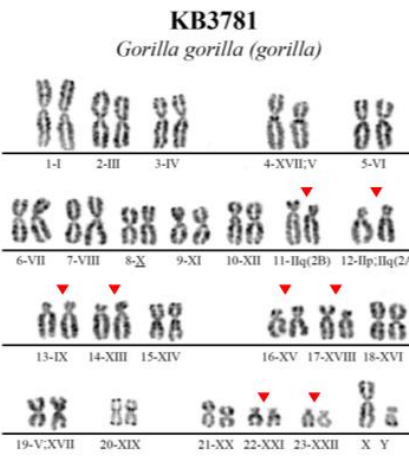 KB3781
Gorilla gorilla (gorilla)
1-I 2-III 3-IV 4-XVII;V 5-VI
6-VII 7-VIII 8-X 9-XI 10-XII 11-IIq(2B) 12-IIp;IIq(2A
13-IX 14-XIII 15-XIV 16-XV 17-XVIII 18-XVI
19-V;XVII 20-XIX 21-XX 22-XXI 23-XXII X Y